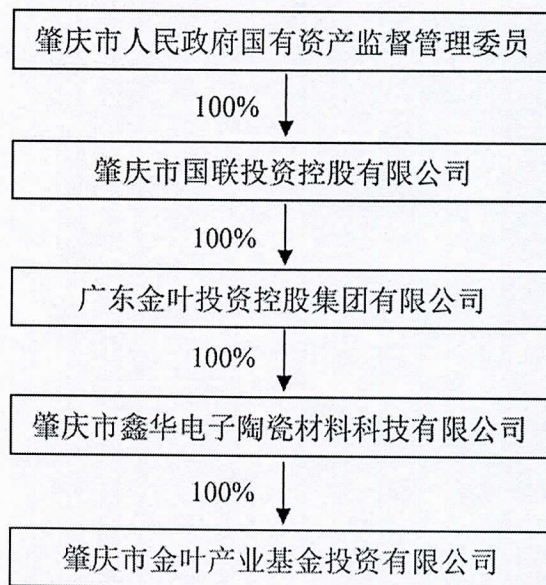 肇庆市人民政府国有资产监督管理委员
100%
肇庆市国联投资控股有限公司
100%
广东金叶投资控股集团有限公司
100%
肇庆市鑫华电子陶瓷材料科技有限公司
100%
肇庆市金叶产业基金投资有限公司